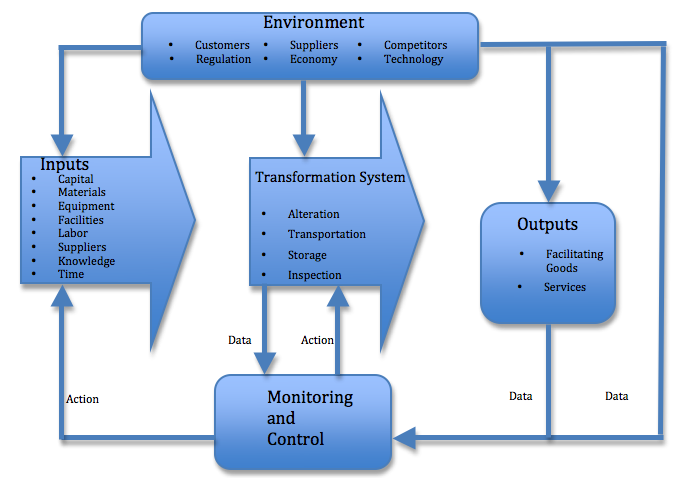 Environment
• Customers • Suppliers • Competitors
• Regulation • Economy • Technology
Inputs
• Capital
• Materials
• Equipment
• Facilities
• Labor
• Suppliers
• Knowledge
• Time
Transformation System
• Alteration
• Transportation
• Storage
• Inspection
Outputs
• Facilitating
Goods
• Services
Data
Action
Action
Data
Data
Monitoring
and
Control